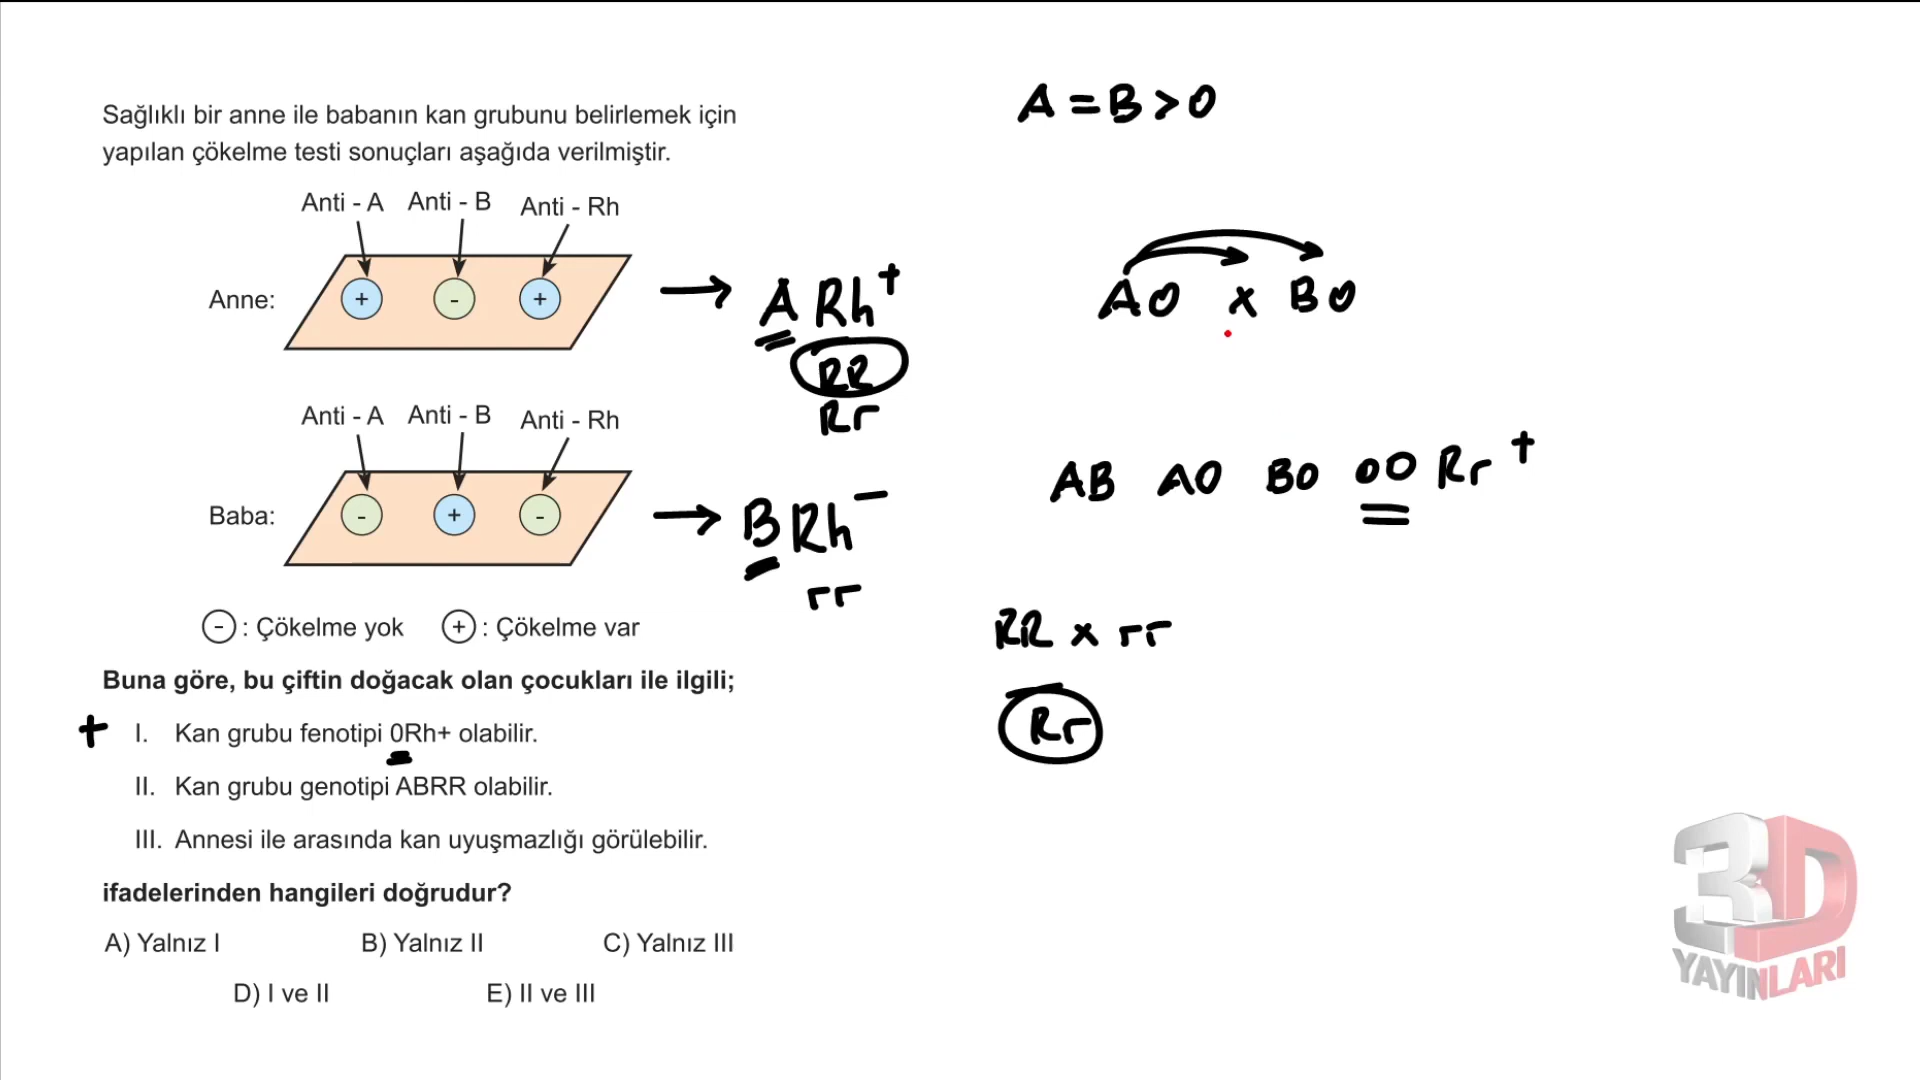 Sağlıklı bir anne ile babanın kan grubunu belirlemek için
yapılan çökelme testi sonuçları aşağıda verilmiştir.
Anti - A Anti - B Anti - Rh
Anne: + - +
Anti - A Anti - B Anti - Rh
Baba: - + -
- : Çökelme yok + : Çökelme var
Buna göre, bu çiftin doğacak olan çocukları ile ilgili;
+ I. Kan grubu fenotipi 0Rh+ olabilir.
II. Kan grubu genotipi ABRR olabilir.
III. Annesi ile arasında kan uyuşmazlığı görülebilir.
ifadelerinden hangileri doğrudur?
A) Yalnız I B) Yalnız II C) Yalnız III
D) I ve II E) II ve III
A Rh+
RR
Rr
B Rh-
rr
A = B > 0
A0 x B0
AB A0 B0 00 Rr +
RR x rr
Rr
3D
YAYINLARI